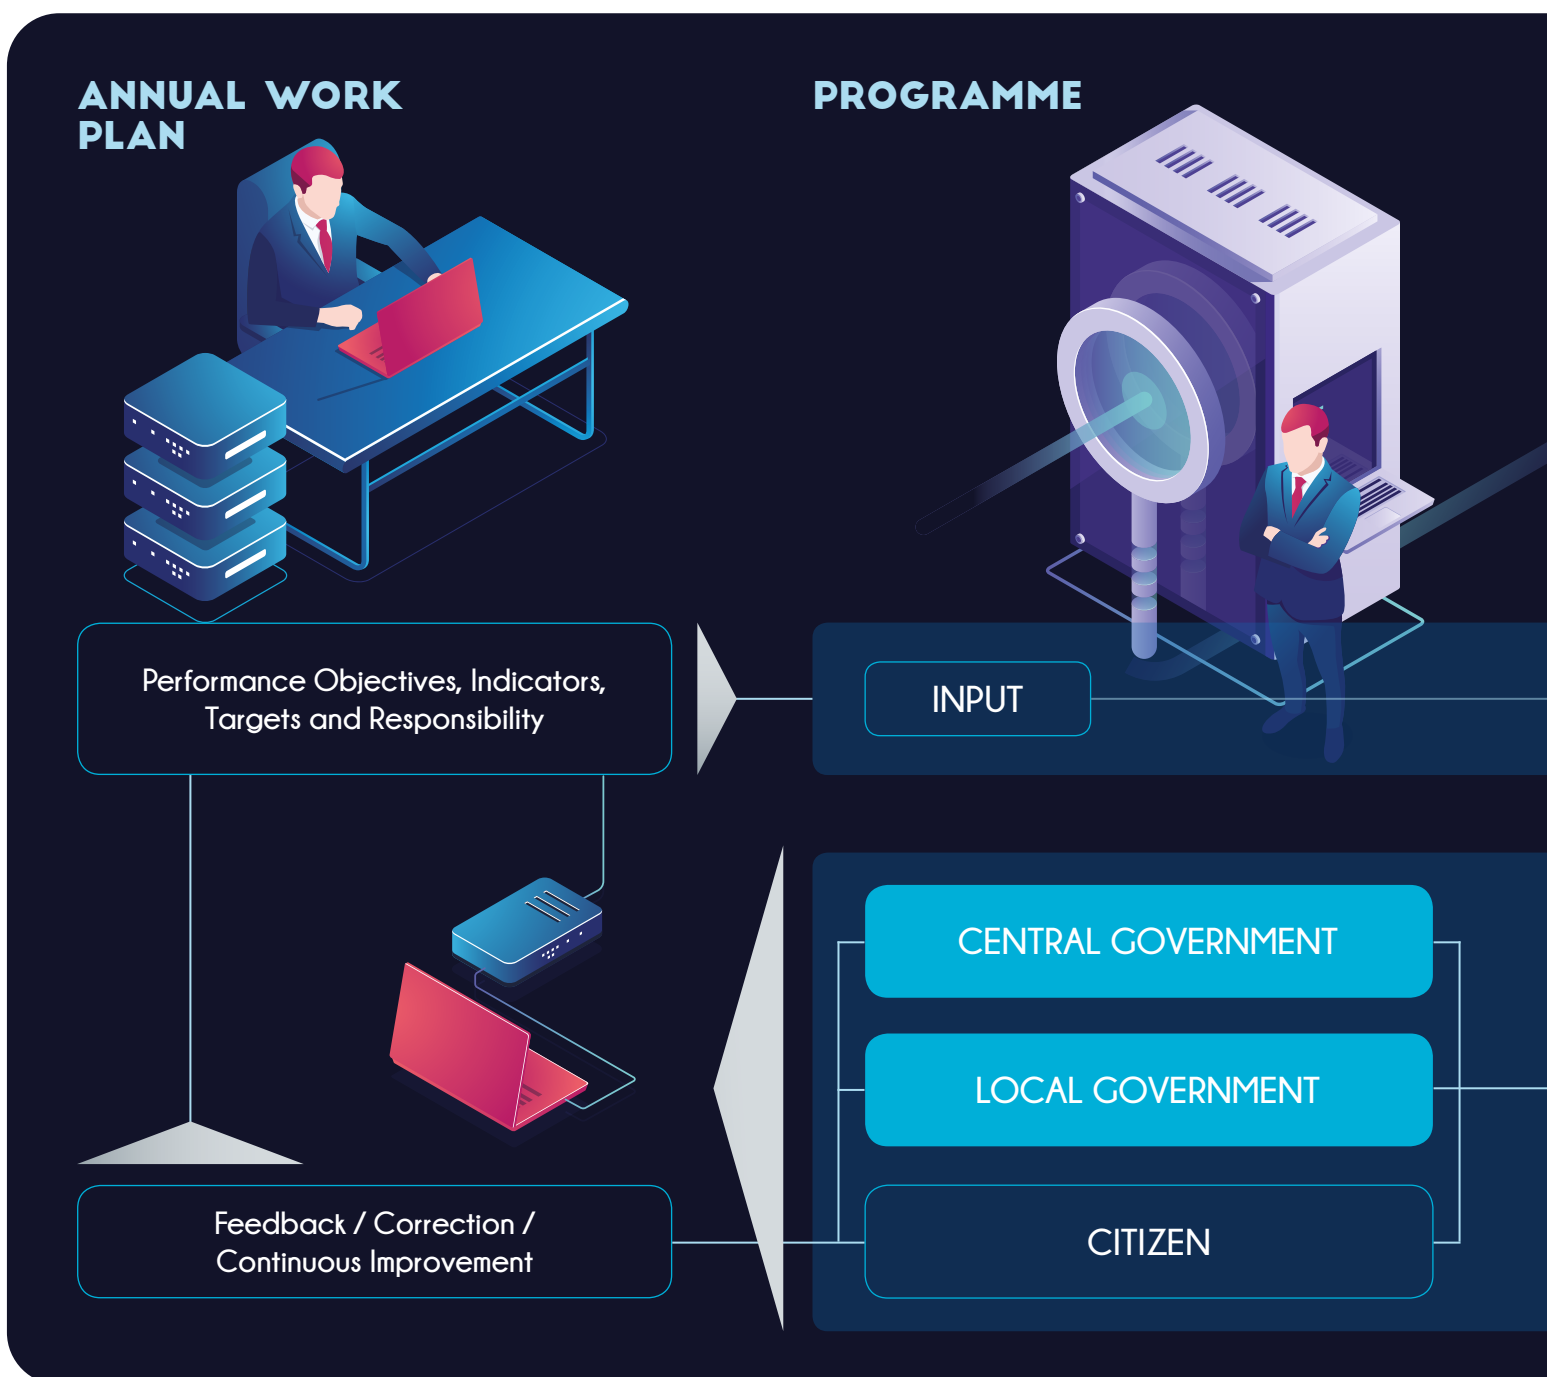 ANNUAL WORK
PLAN
PROGRAMME
Performance Objectives, Indicators,
Targets and Responsibility
INPUT
CENTRAL GOVERNMENT
LOCAL GOVERNMENT
CITIZEN
Feedback / Correction /
Continuous Improvement